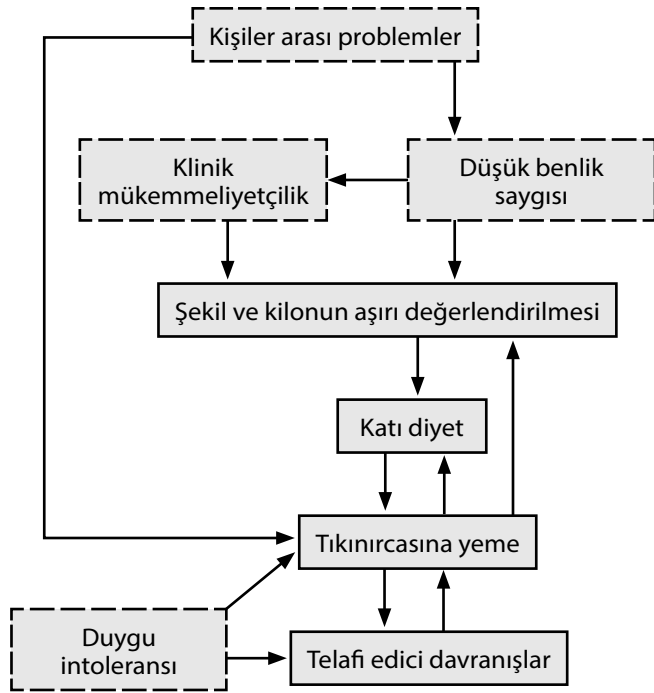 Kişiler arası problemler
Klinik
mükemmeliyetçilik
Düşük benlik
saygısı
Şekil ve kilonun aşırı değerlendirilmesi
Katı diyet
Tıkınırcasına yeme
Duygu
intoleransı
Telafi edici davranışlar